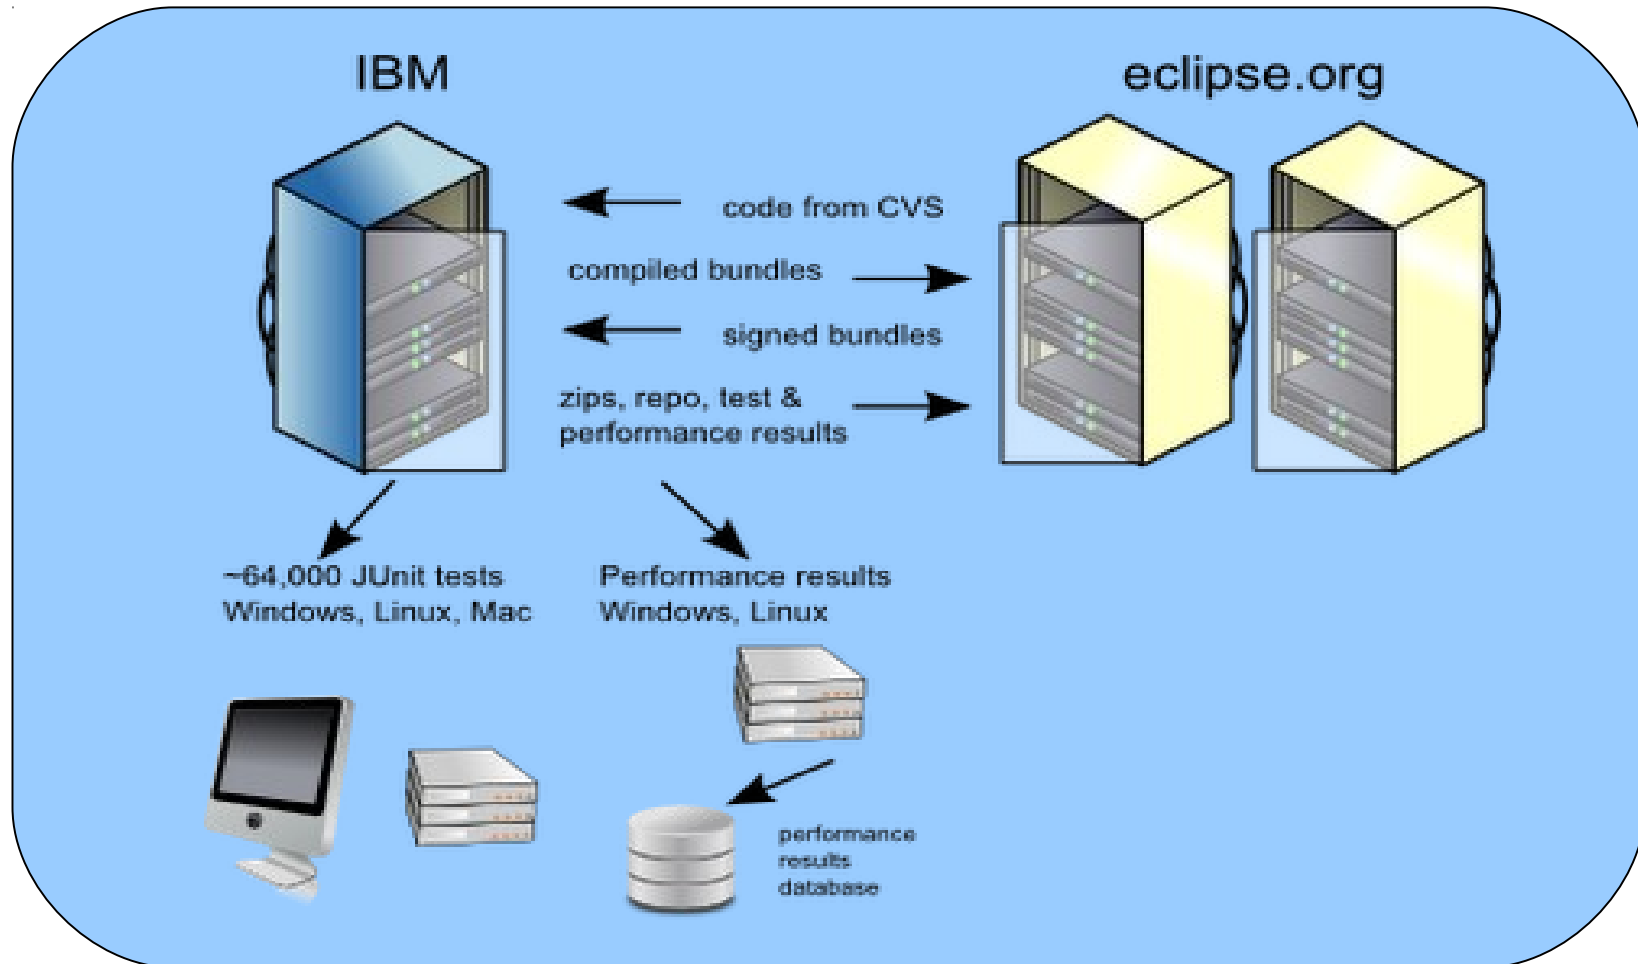 IBM
eclipse.org
code from CVS
compiled bundles
signed bundles
zips, repo, test &
performance results
~64,000 JUnit tests
Windows, Linux, Mac
Performance results
Windows, Linux
performance
results
database